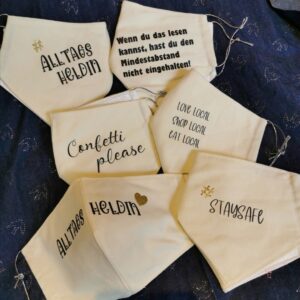 #
ALLTAGS
HELDIN
Wenn du das lesen
kannst, hast du den
Mindestabstand
nicht eingehalten!
Confetti
please
LOVE LOCAL
SHOP LOCAL
EAT LOCAL
ALLTAGS
HELDIN
#
STAYSAFE